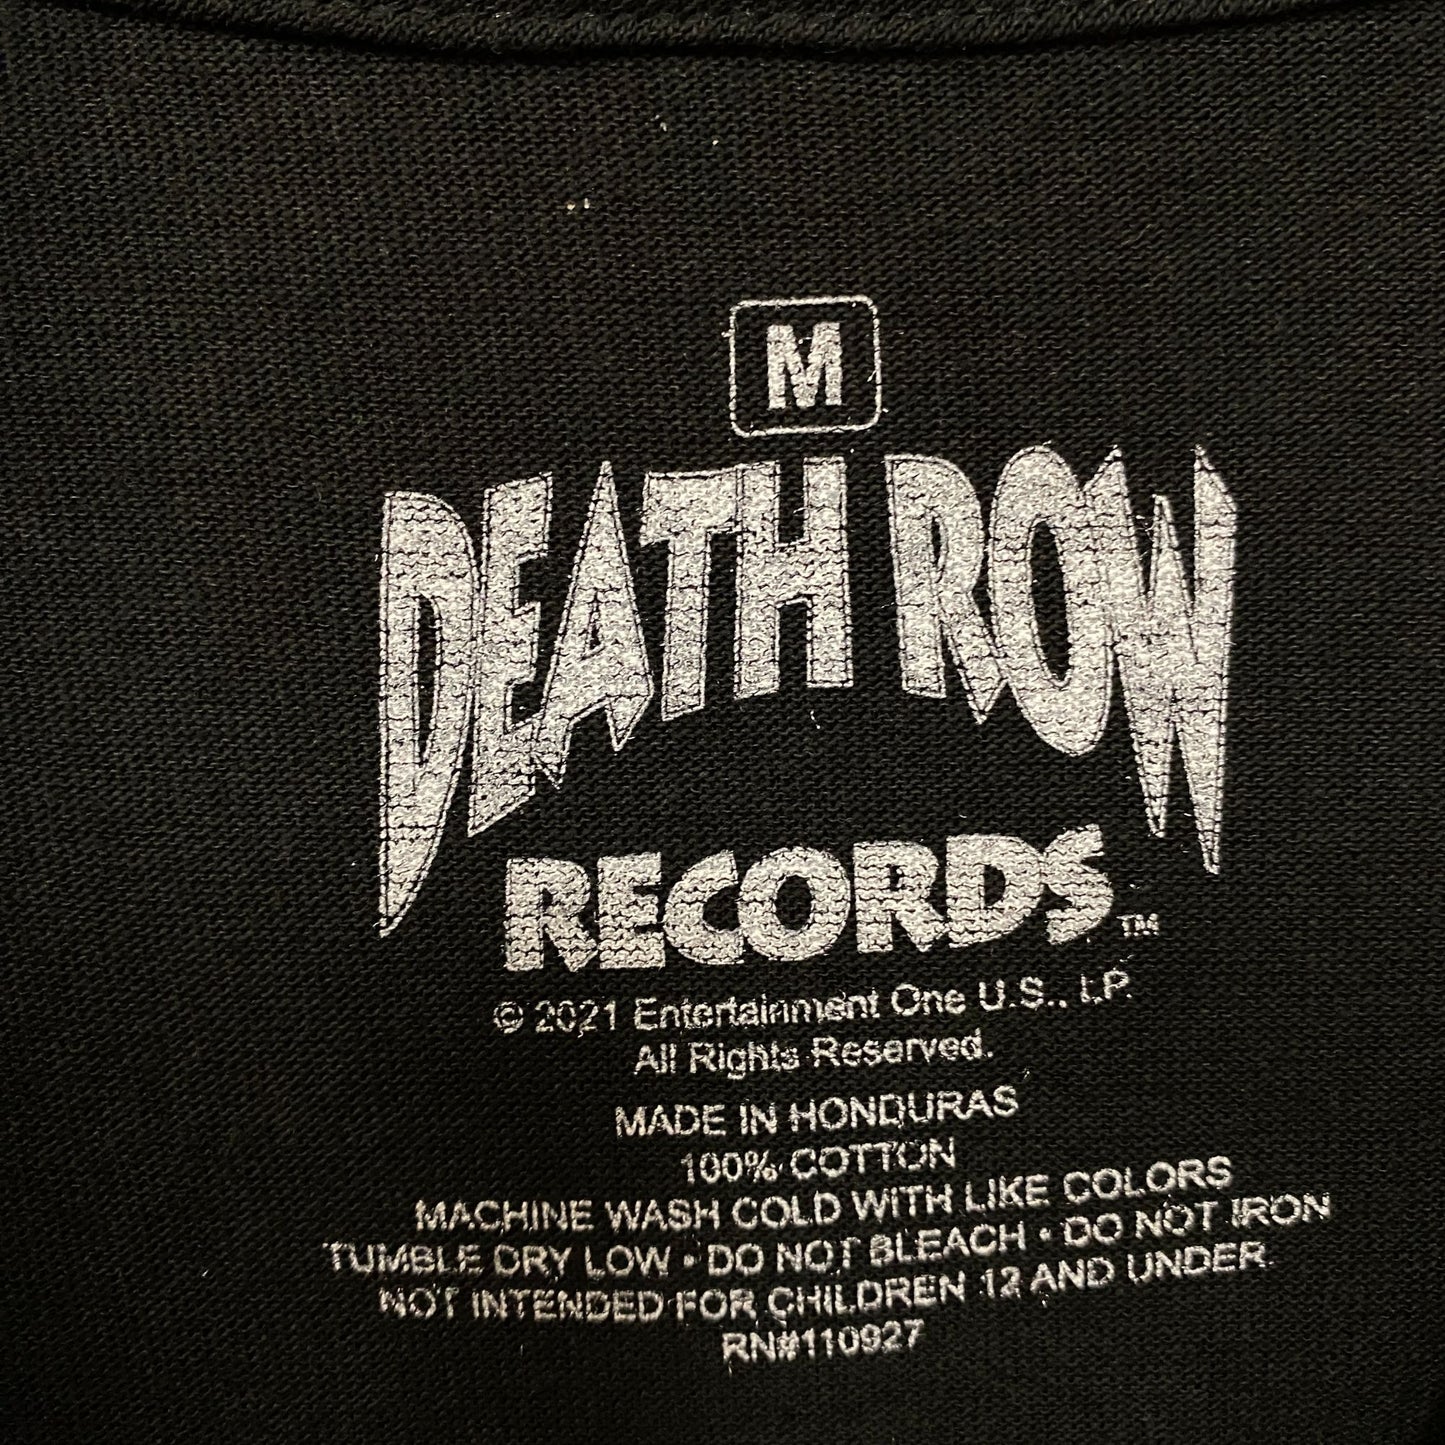 M
DEATH ROW
RECORDS™
© 2021 Entertainment One U.S., LP.
All Rights Reserved.
MADE IN HONDURAS
100% COTTON
MACHINE WASH COLD WITH LIKE COLORS
TUMBLE DRY LOW • DO NOT BLEACH • DO NOT IRON
NOT INTENDED FOR CHILDREN 12 AND UNDER
RN#110927